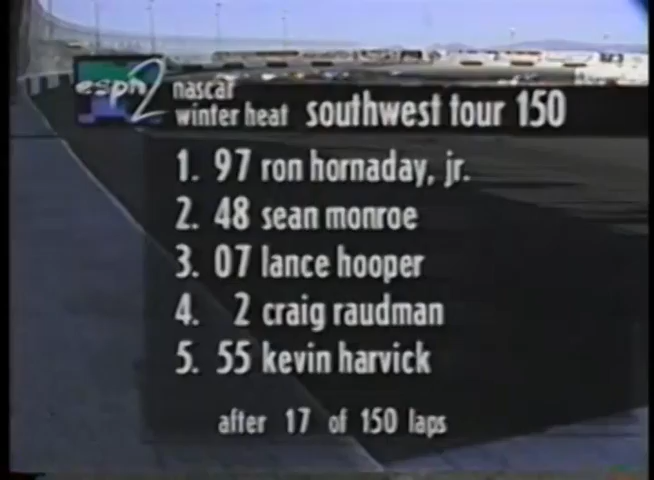 espn2
nascar
winter heat southwest tour 150
1. 97 ron hornaday, jr.
2. 48 sean monroe
3. 07 lance hooper
4. 2 craig raudman
5. 55 kevin harvick
after 17 of 150 laps